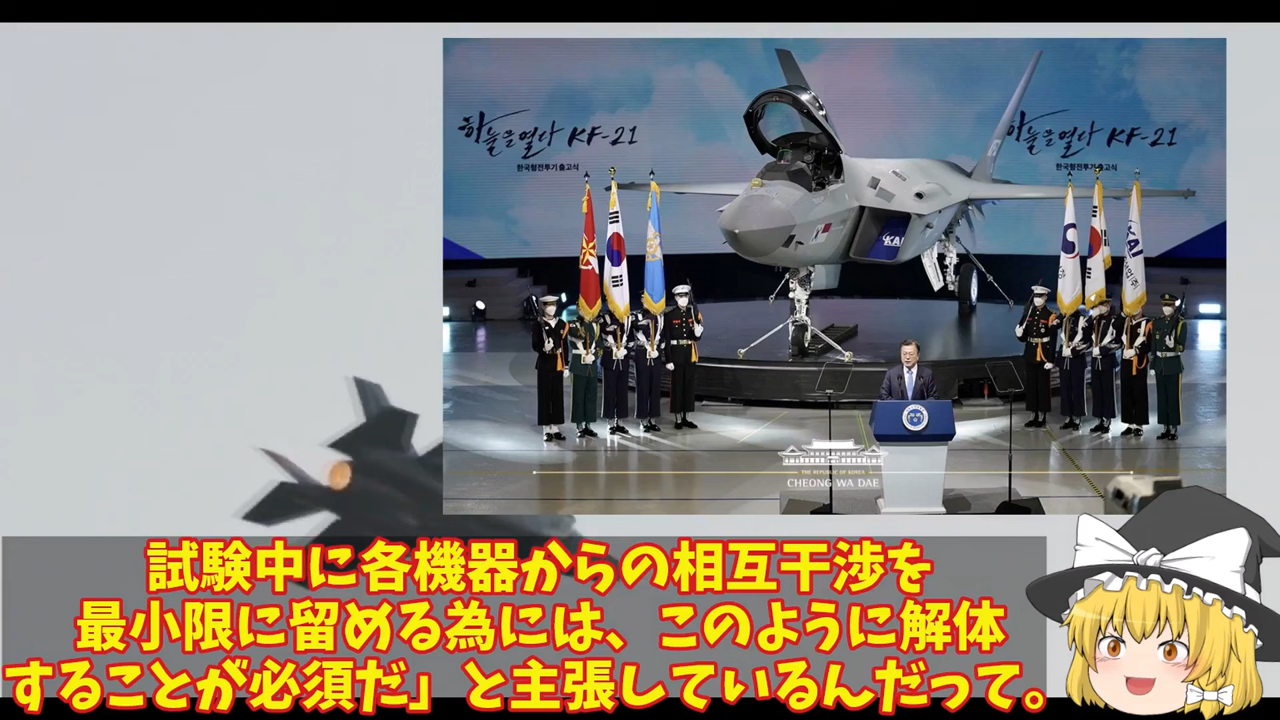 하늘을 열다 KF-21
한국형전투기 출고식
하늘을 열다 KF-21
한국형전투기 출고식
KAI
KAI
THE REPUBLIC OF KOREA
CHEONG WA DAE
試験中に各機器からの相互干渉を
最小限に留める為には、このように解体
することが必須だ」と主張しているんだって。